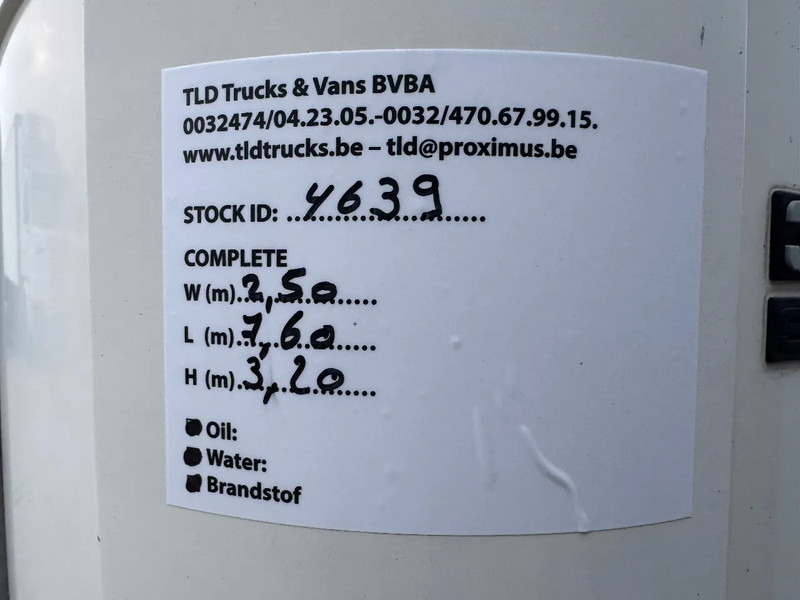 TLD Trucks & Vans BVBA
0032474/04.23.05.-0032/470.67.99.15.
www.tldtrucks.be – tld@proximus.be
STOCK ID: 4639
COMPLETE
W (m) 2,50
L (m) 7,60
H (m) 3,20
Oil:
Water:
Brandstof